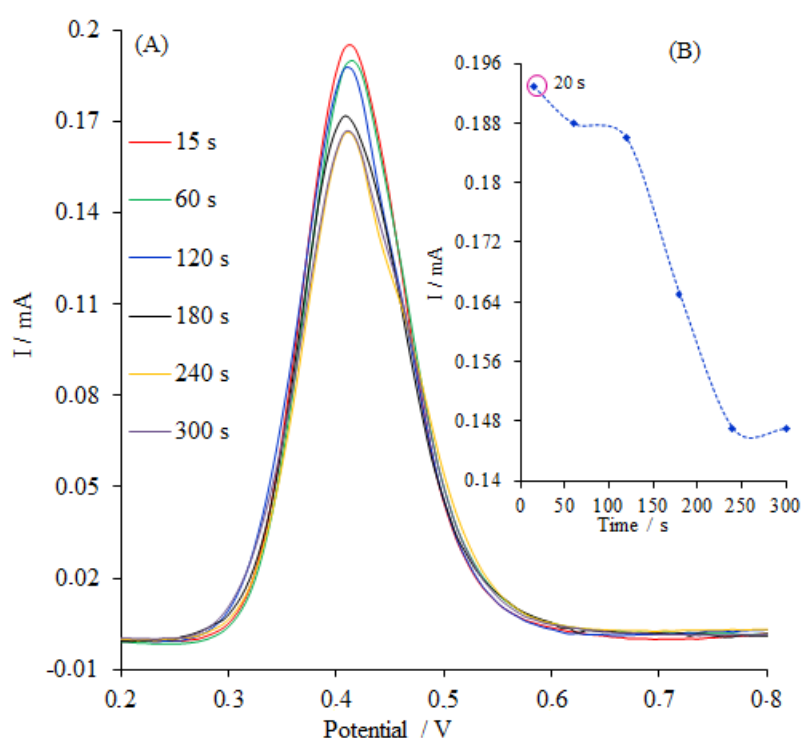 (A)
0.2
0.17
0.14
0.11
0.08
0.05
0.02
-0.01
I / mA
15 s
60 s
120 s
180 s
240 s
300 s
0.2 0.3 0.4 0.5 0.6 0.7 0.8
Potential / V
(B)
20 s
0.196
0.188
0.18
0.172
0.164
0.156
0.148
0.14
I / mA
0 50 100 150 200 250 300
Time / s